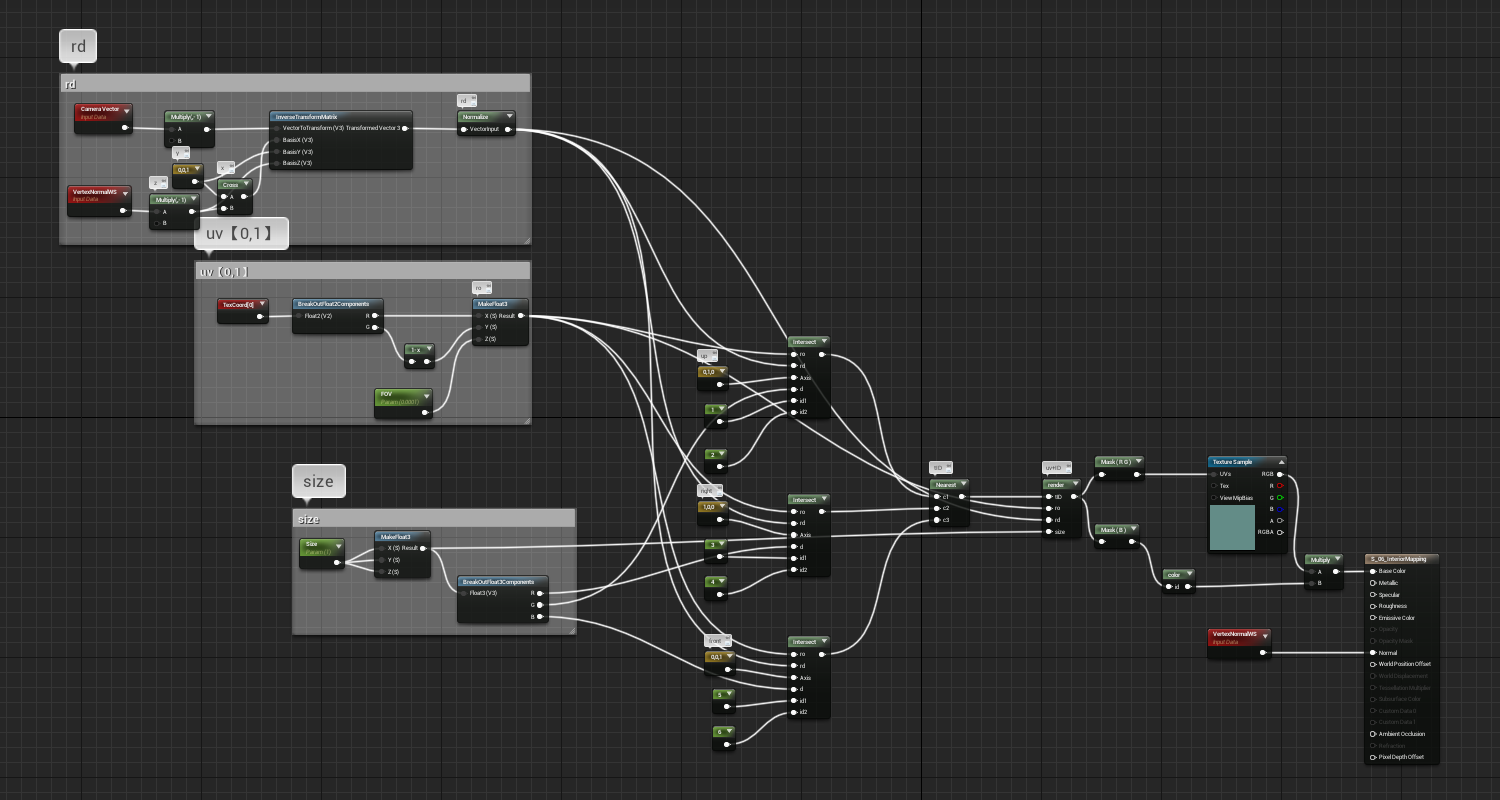 rd
rd
rd
Camera Vector
Input Data
Multiply(,-1)
A
B
InverseTransformMatrix
VectorToTransform (V3) Transformed Vector 3
BasisX (V3)
BasisY (V3)
BasisZ (V3)
Normalize
VectorInput
y
0,0,1
x
Cross
A
B
z
VertexNormalWS
Input Data
Multiply(,-1)
A
B
uv【0,1】
uv【0,1】
TexCoord[0]
BreakOutFloat2Components
Float2 (V2)
R
G
ro
MakeFloat3
X (S) Result
Y (S)
Z (S)
1-x
FOV
Param (0.0001)
size
size
Size
Param (1)
MakeFloat3
X (S) Result
Y (S)
Z (S)
BreakOutFloat3Components
Float3 (V3)
R
G
B
up
0,1,0
1
2
Intersect
ro
rd
Axis
d
id1
id2
right
1,0,0
3
4
Intersect
ro
rd
Axis
d
id1
id2
front
0,0,1
5
6
Intersect
ro
rd
Axis
d
id1
id2
tID
Nearest
c1
c2
c3
uv+ID
render
tID
ro
rd
size
Mask ( R G )
Mask ( B )
color
id
Texture Sample
UVs
Tex
View MipBias
RGB
R
G
B
A
RGBA
Multiply
A
B
VertexNormalWS
Input Data
S_06_InteriorMapping
Base Color
Metallic
Specular
Roughness
Emissive Color
Opacity
Opacity Mask
Normal
World Position Offset
World Displacement
Tessellation Multiplier
Subsurface Color
Custom Data 0
Custom Data 1
Ambient Occlusion
Refraction
Pixel Depth Offset